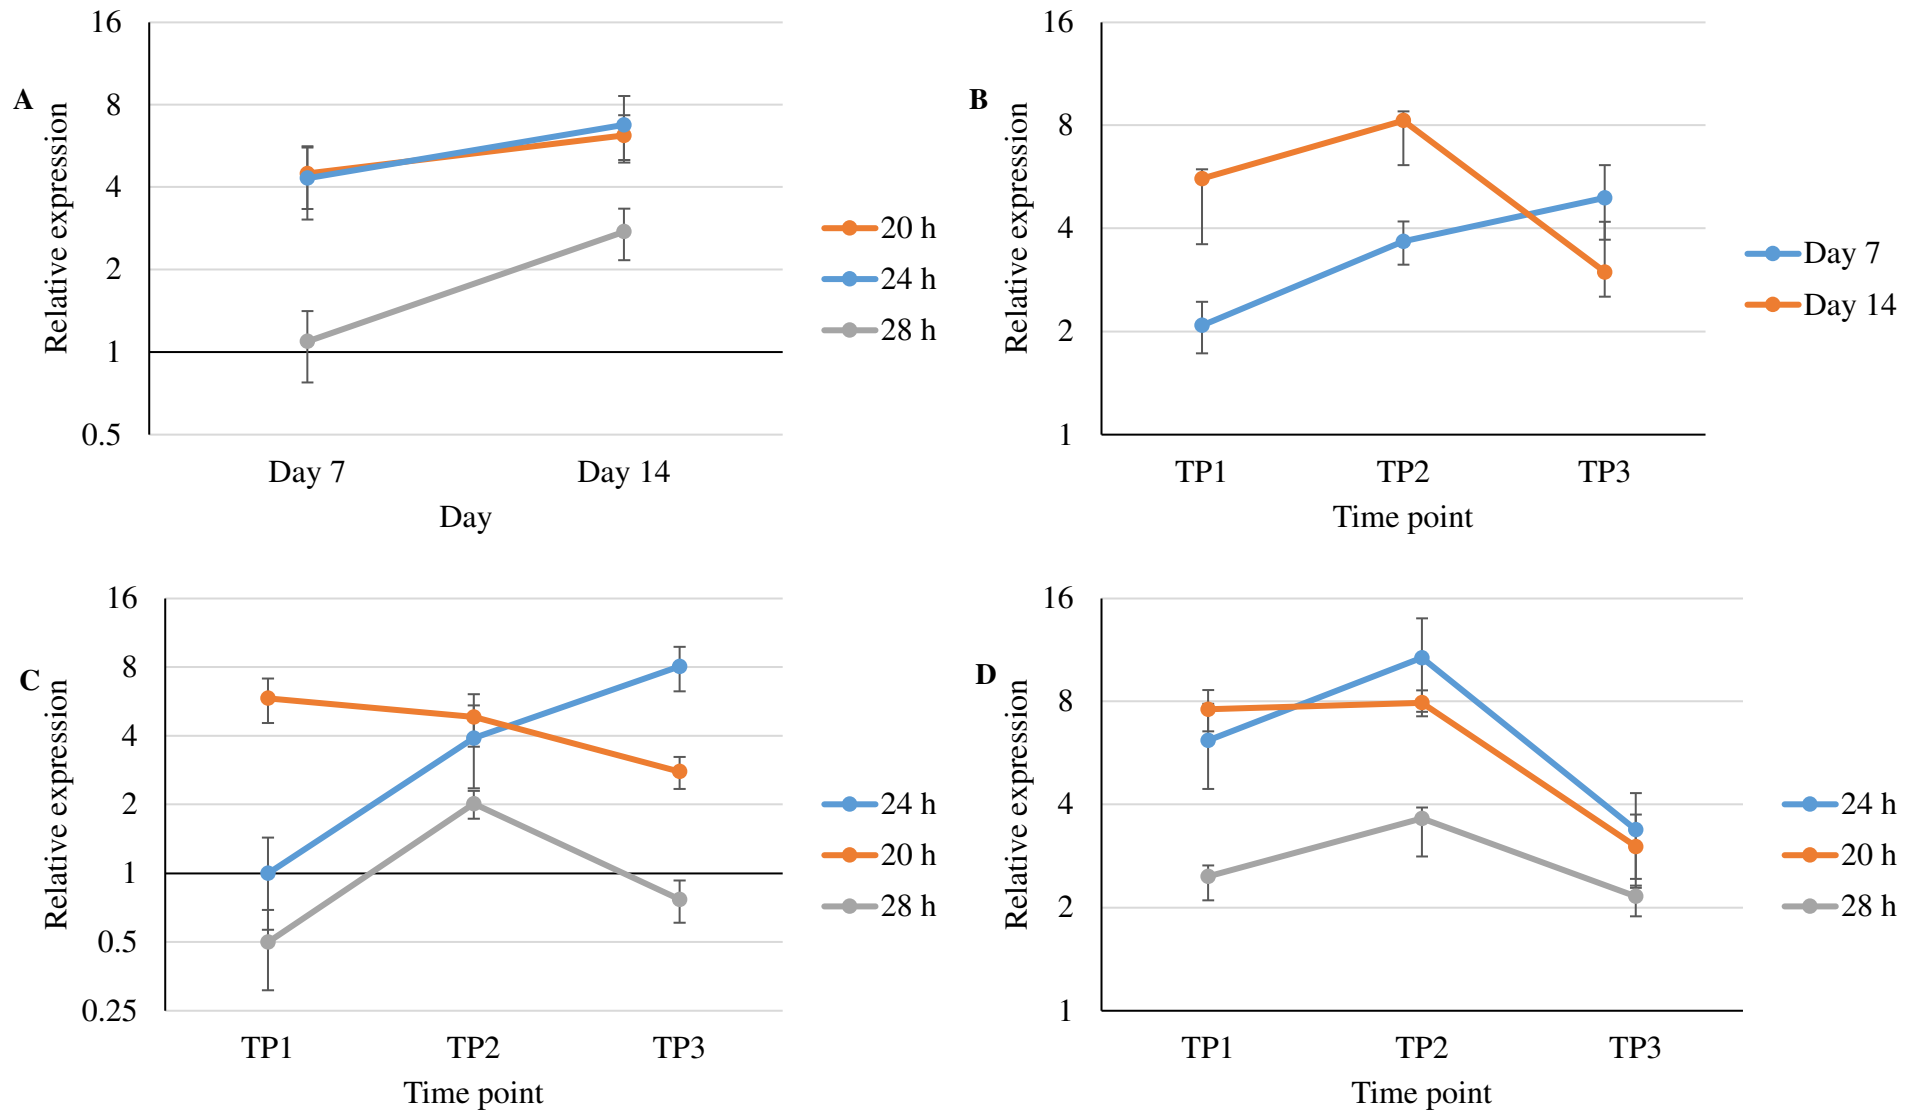 A
Relative expression
16
8
4
2
1
0.5
Day 7 Day 14
Day
20 h
24 h
28 h
B
Relative expression
16
8
4
2
1
TP1 TP2 TP3
Time point
Day 7
Day 14
C
Relative expression
16
8
4
2
1
0.5
0.25
TP1 TP2 TP3
Time point
24 h
20 h
28 h
D
Relative expression
16
8
4
2
1
TP1 TP2 TP3
Time point
24 h
20 h
28 h